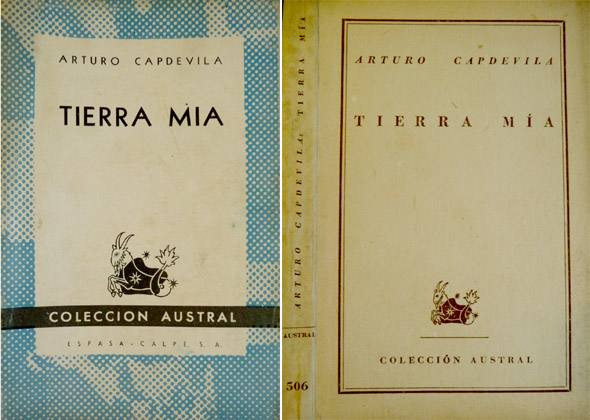 ARTURO CAPDEVILA
TIERRA MIA
COLECCION AUSTRAL
ESPASA-CALPE, S. A.
ARTURO CAPDEVILA: TIERRA MÍA
AUSTRAL
506
ARTURO CAPDEVILA
TIERRA MÍA
COLECCIÓN AUSTRAL